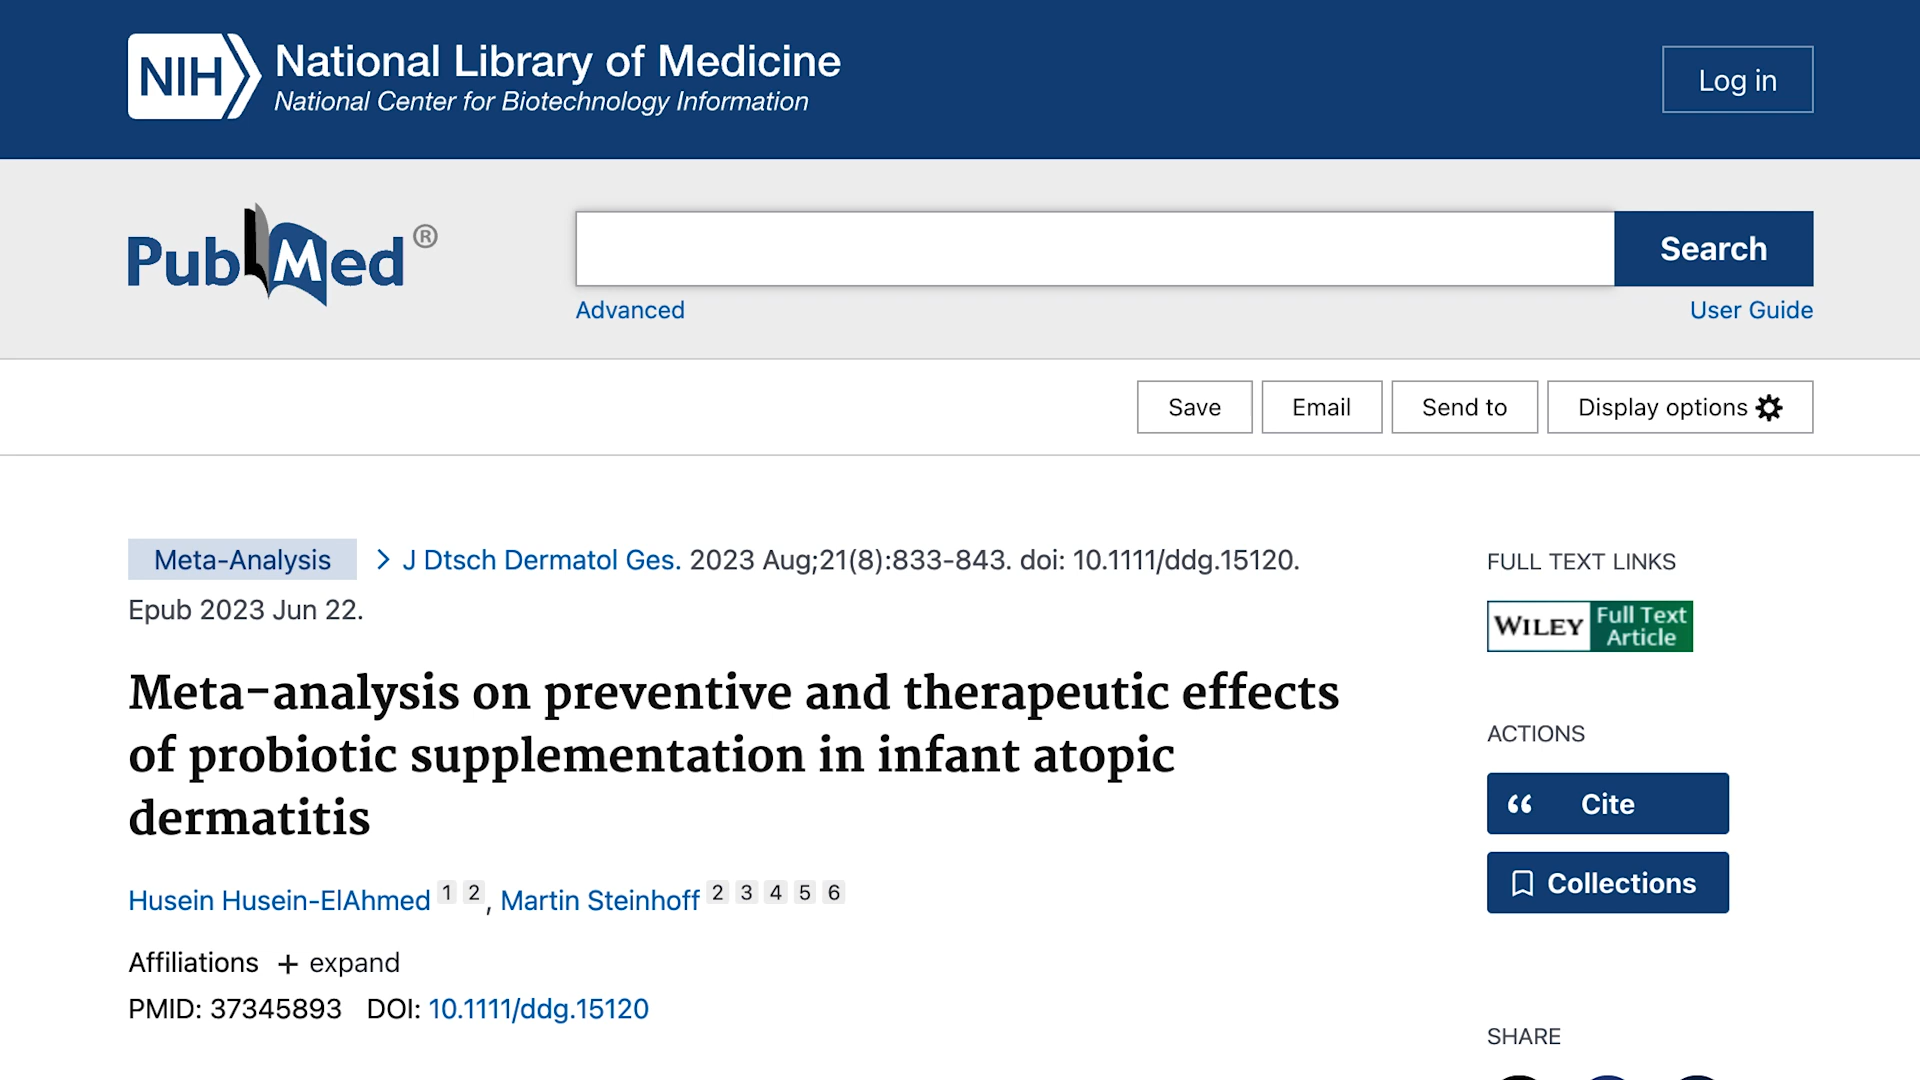 NIH National Library of Medicine
National Center for Biotechnology Information
Log in
PubMed®
Search
Advanced
User Guide
Save
Email
Send to
Display options
Meta-Analysis > J Dtsch Dermatol Ges. 2023 Aug;21(8):833-843. doi: 10.1111/ddg.15120.
Epub 2023 Jun 22.
Meta-analysis on preventive and therapeutic effects
of probiotic supplementation in infant atopic
dermatitis
Husein Husein-ElAhmed 1 2, Martin Steinhoff 2 3 4 5 6
Affiliations + expand
PMID: 37345893 DOI: 10.1111/ddg.15120
FULL TEXT LINKS
WILEY Full Text
Article
ACTIONS
Cite
Collections
SHARE